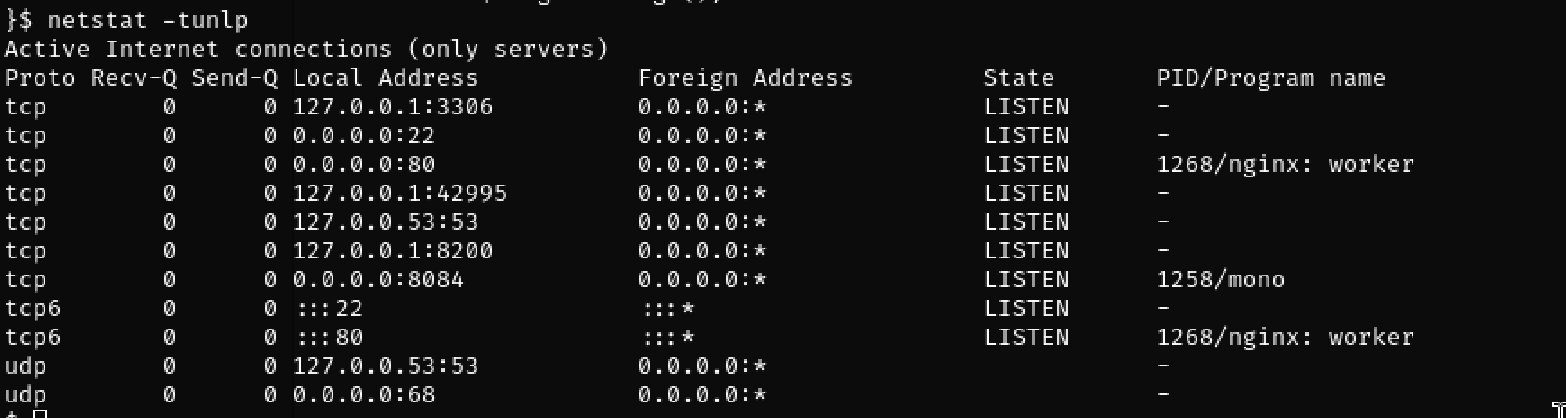 }$ netstat -tunlp
Active Internet connections (only servers)
Proto Recv-Q Send-Q Local Address           Foreign Address         State       PID/Program name
tcp        0      0 127.0.0.1:3306          0.0.0.0:*               LISTEN      -
tcp        0      0 0.0.0.0:22              0.0.0.0:*               LISTEN      -
tcp        0      0 0.0.0.0:80              0.0.0.0:*               LISTEN      1268/nginx: worker
tcp        0      0 127.0.0.1:42995         0.0.0.0:*               LISTEN      -
tcp        0      0 127.0.0.53:53           0.0.0.0:*               LISTEN      -
tcp        0      0 127.0.0.1:8200          0.0.0.0:*               LISTEN      -
tcp        0      0 0.0.0.0:8084            0.0.0.0:*               LISTEN      1258/mono
tcp6       0      0 :::22                   :::*                    LISTEN      -
tcp6       0      0 :::80                   :::*                    LISTEN      1268/nginx: worker
udp        0      0 127.0.0.53:53           0.0.0.0:*                           -
udp        0      0 0.0.0.0:68              0.0.0.0:*                           -